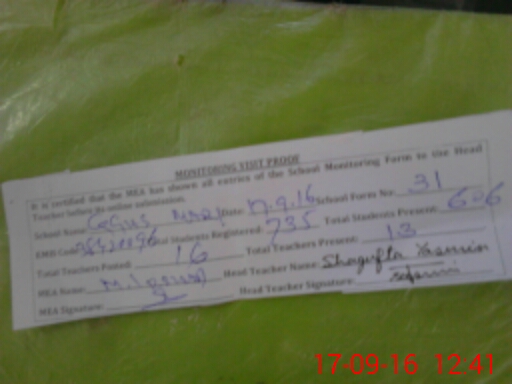 MONITORING VISIT PROOF
It is certified that the MEA has shown all entries of the School Monitoring Form to the Head
Teacher before its online submission.
School Name: Date: 17.9.16 School Form No: 31
EMIS Code: Total Students Registered: 735 Total Students Present: 606
Total Teachers Posted: 16 Total Teachers Present: 13
MEA Name: Head Teacher Name: Shagufta Yasmin
MEA Signature: Head Teacher Signature:
17-09-16 12:41